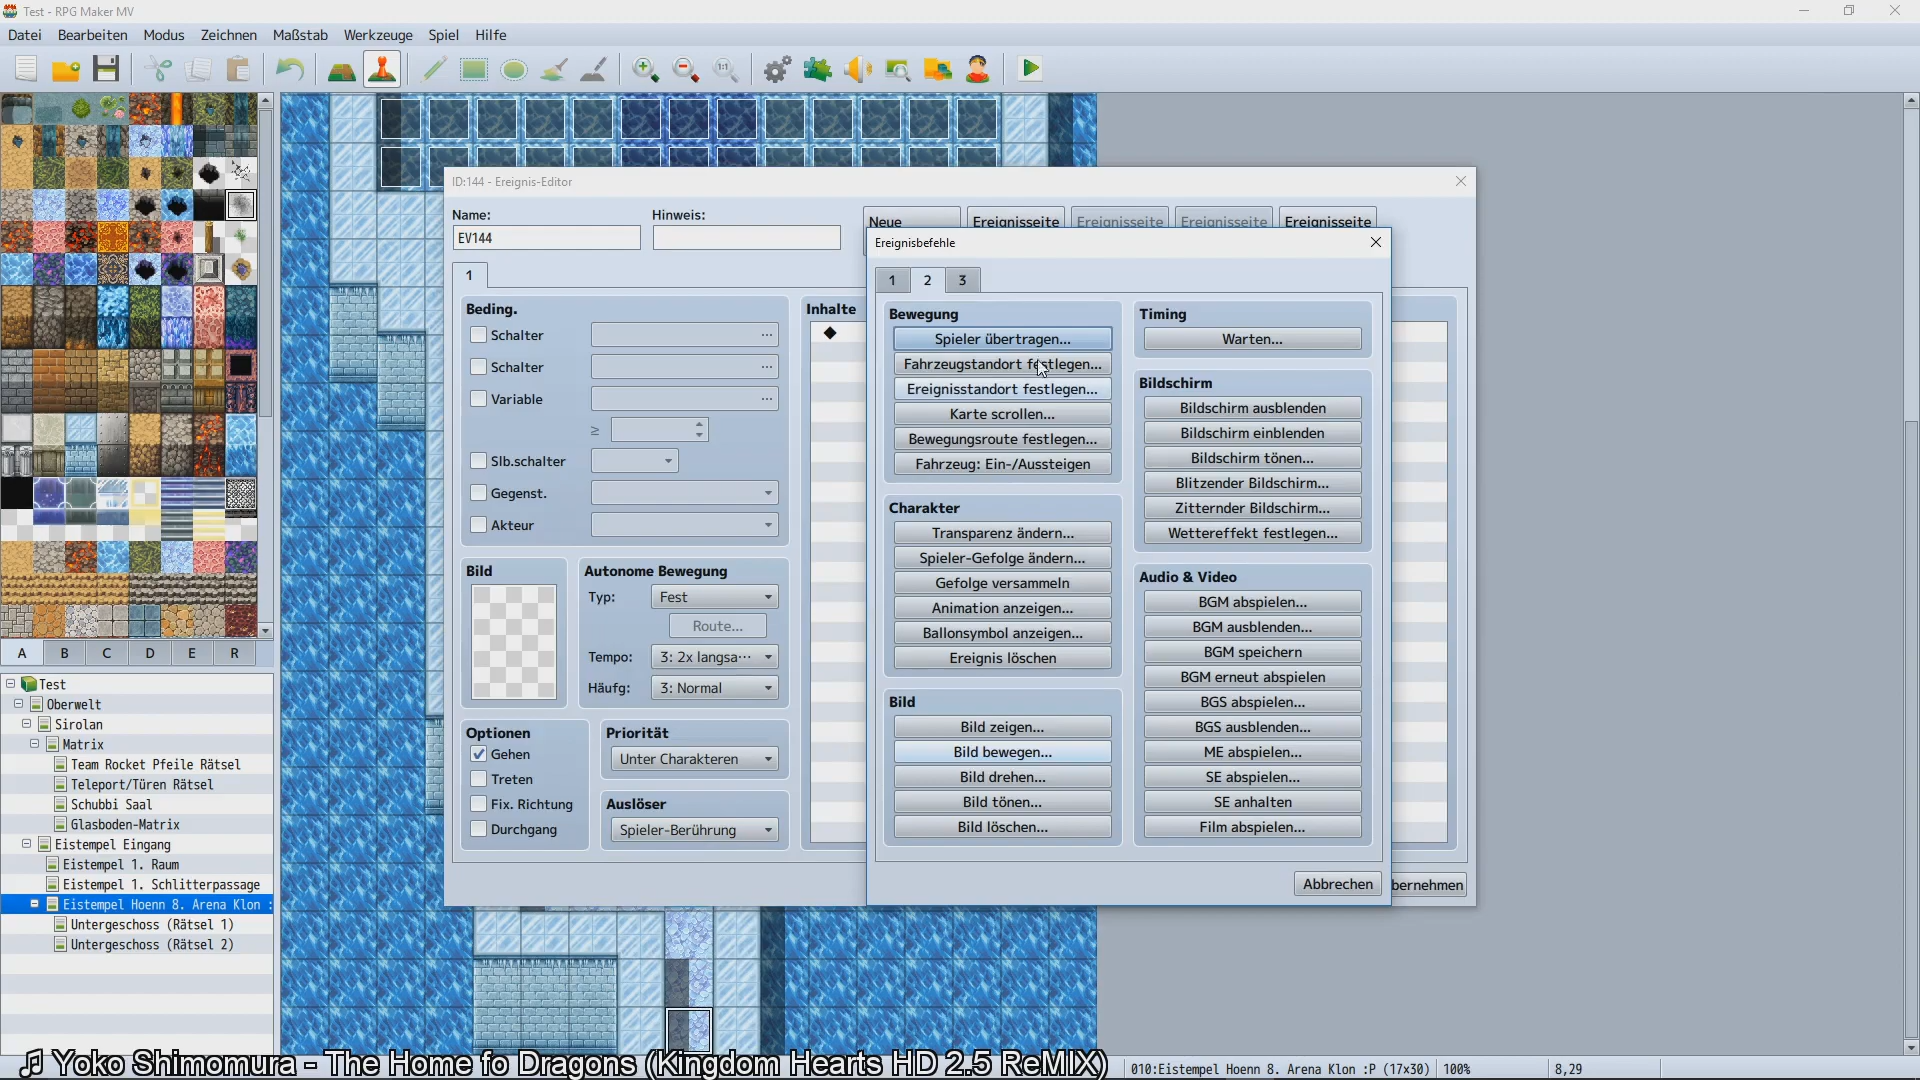 Test - RPG Maker MV
Datei Bearbeiten Modus Zeichnen Maßstab Werkzeuge Spiel Hilfe
1:1
A B C D E R
Test
Oberwelt
Sirolan
Matrix
Team Rocket Pfeile Rätsel
Teleport/Türen Rätsel
Schubbi Saal
Glasboden-Matrix
Eistempel Eingang
Eistempel 1. Raum
Eistempel 1. Schlitterpassage
Eistempel Hoenn 8. Arena Klon :
Untergeschoss (Rätsel 1)
Untergeschoss (Rätsel 2)
ID:144 - Ereignis-Editor
Name:
EV144
Hinweis:
Neue Ereignisseite Ereignisseite Ereignisseite Ereignisseite
1
Beding.
Schalter ...
Schalter ...
Variable ...
≥
Slb.schalter
Gegenst.
Akteur
Bild
Autonome Bewegung
Typ: Fest
Route...
Tempo: 3: 2x langsa···
Häufg: 3: Normal
Optionen
Gehen
Treten
Fix. Richtung
Durchgang
Priorität
Unter Charakteren
Auslöser
Spieler-Berührung
Inhalte
◆
Ereignisbefehle
1 2 3
Bewegung
Spieler übertragen...
Fahrzeugstandort festlegen...
Ereignisstandort festlegen...
Karte scrollen...
Bewegungsroute festlegen...
Fahrzeug: Ein-/Aussteigen
Charakter
Transparenz ändern...
Spieler-Gefolge ändern...
Gefolge versammeln
Animation anzeigen...
Ballonsymbol anzeigen...
Ereignis löschen
Bild
Bild zeigen...
Bild bewegen...
Bild drehen...
Bild tönen...
Bild löschen...
Timing
Warten...
Bildschirm
Bildschirm ausblenden
Bildschirm einblenden
Bildschirm tönen...
Blitzender Bildschirm...
Zitternder Bildschirm...
Wettereffekt festlegen...
Audio & Video
BGM abspielen...
BGM ausblenden...
BGM speichern
BGM erneut abspielen
BGS abspielen...
BGS ausblenden...
ME abspielen...
SE abspielen...
SE anhalten
Film abspielen...
Abbrechen
bernehmen
♫ Yoko Shimomura - The Home fo Dragons (Kingdom Hearts HD 2.5 ReMIX)
010:Eistempel Hoenn 8. Arena Klon :P (17x30) 100% 8,29